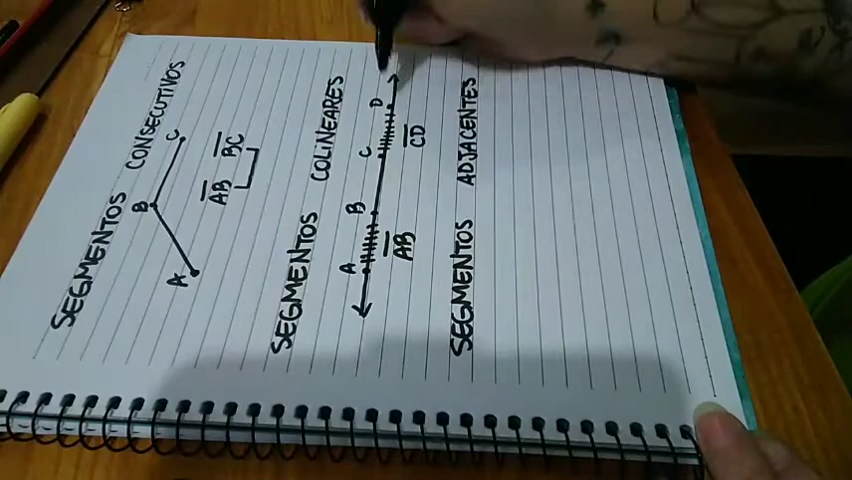 SEGMENTOS CONSECUTIVOS
A B C
AB BC
SEGMENTOS COLINEARES
A B C D
AB CD
SEGMENTOS ADJACENTES